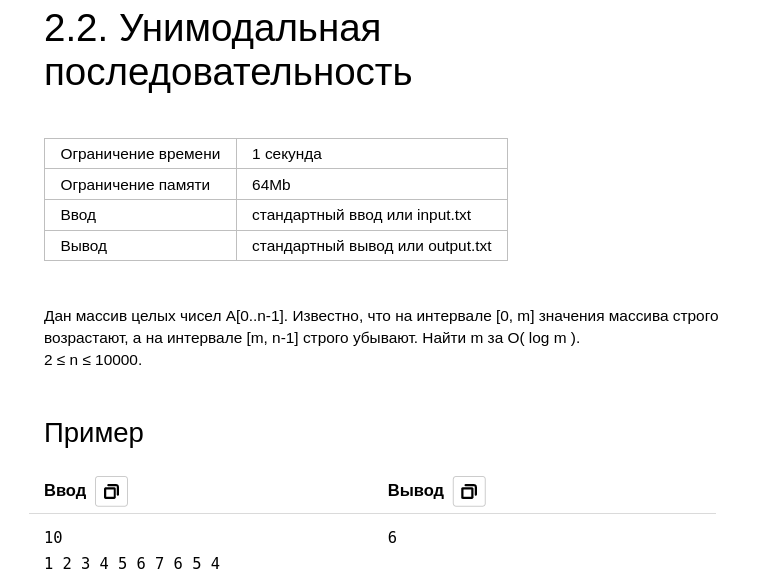 2.2. Унимодальная
последовательность
Ограничение времени 1 секунда
Ограничение памяти 64Mb
Ввод стандартный ввод или input.txt
Вывод стандартный вывод или output.txt
Дан массив целых чисел A[0..n-1]. Известно, что на интервале [0, m] значения массива строго
возрастают, а на интервале [m, n-1] строго убывают. Найти m за O( log m ).
2 ≤ n ≤ 10000.
Пример
Ввод Вывод
10 6
1 2 3 4 5 6 7 6 5 4